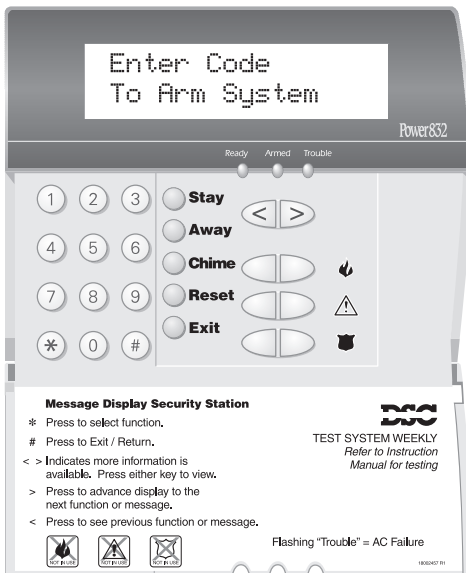 Enter Code
To Arm System
Power832
Ready Armed Trouble
1 2 3 Stay
< >
Away
4 5 6
Chime
7 8 9 Reset
Exit
* 0 #
Message Display Security Station
* Press to select function.
# Press to Exit / Return.
< > Indicates more information is
available. Press either key to view.
> Press to advance display to the
next function or message.
< Press to see previous function or message.
DSC
TEST SYSTEM WEEKLY
Refer to Instruction
Manual for testing
NOT IN USE NOT IN USE NOT IN USE
Flashing "Trouble" = AC Failure
18002457 R1